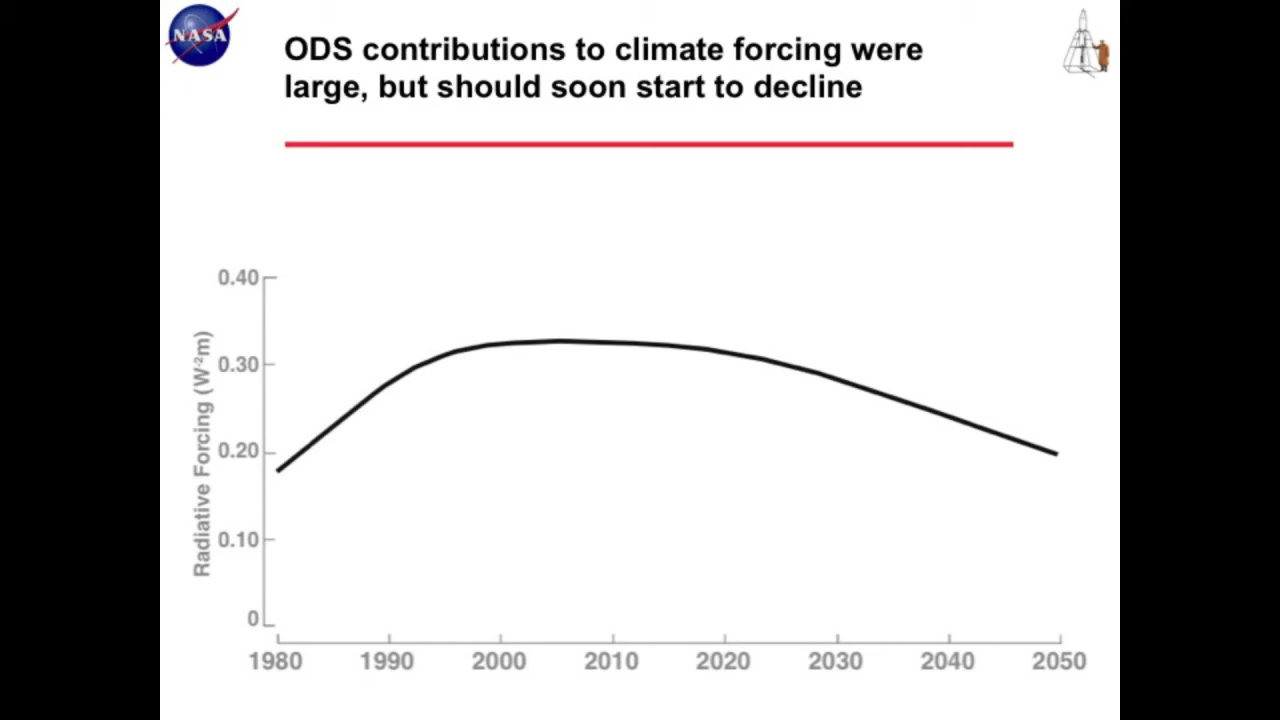 NASA
ODS contributions to climate forcing were
large, but should soon start to decline
Radiative Forcing (W-2m)
0.40
0.30
0.20
0.10
0
1980 1990 2000 2010 2020 2030 2040 2050